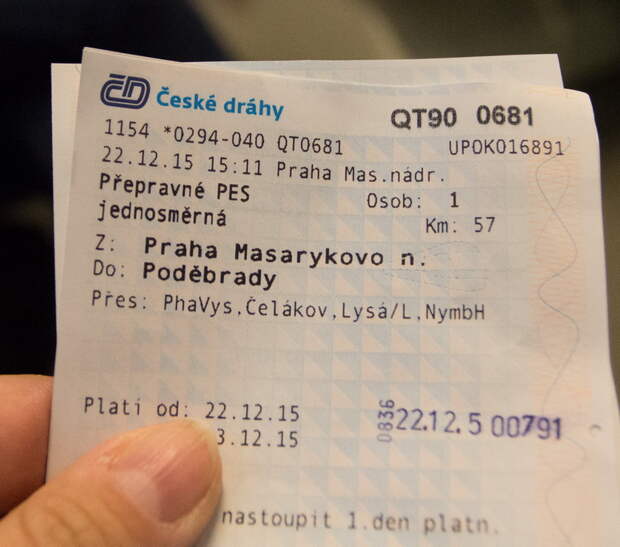 ČD České dráhy QT90 0681
1154 *0294-040 QT0681 UPOK016891
22.12.15 15:11 Praha Mas.nádr.
Přepravné PES Osob: 1
jednosměrná Km: 57
Z: Praha Masarykovo n.
Do: Poděbrady
Přes: PhaVys,Čelákov,Lysá/L,NymbH
Platí od: 22.12.15
3.12.15
0836 22.12.5 00791
nastoupit 1.den platn.